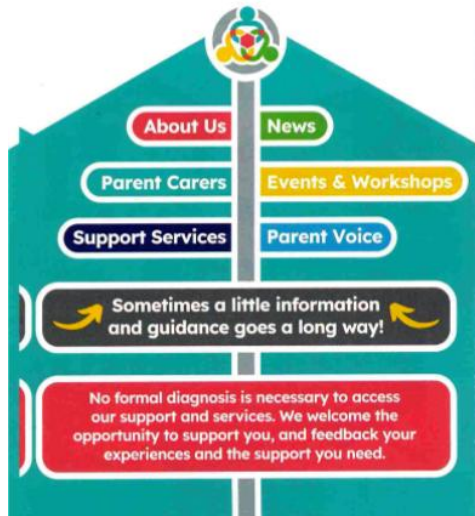 About Us
News
Parent Carers
Events & Workshops
Support Services
Parent Voice
Sometimes a little information
and guidance goes a long way!
No formal diagnosis is necessary to access
our support and services. We welcome the
opportunity to support you, and feedback your
experiences and the support you need.